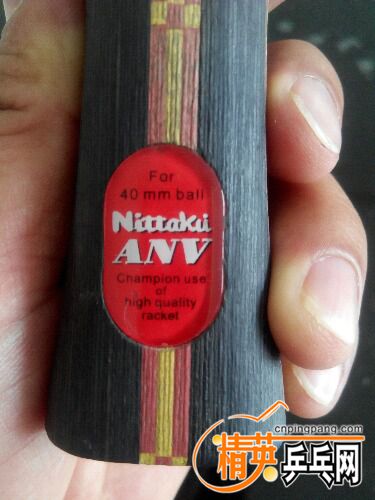 For
40 mm ball
Nittaku
ANV
Champion use
of
high quality
racket
cnpingpang.com
精英乒乓网